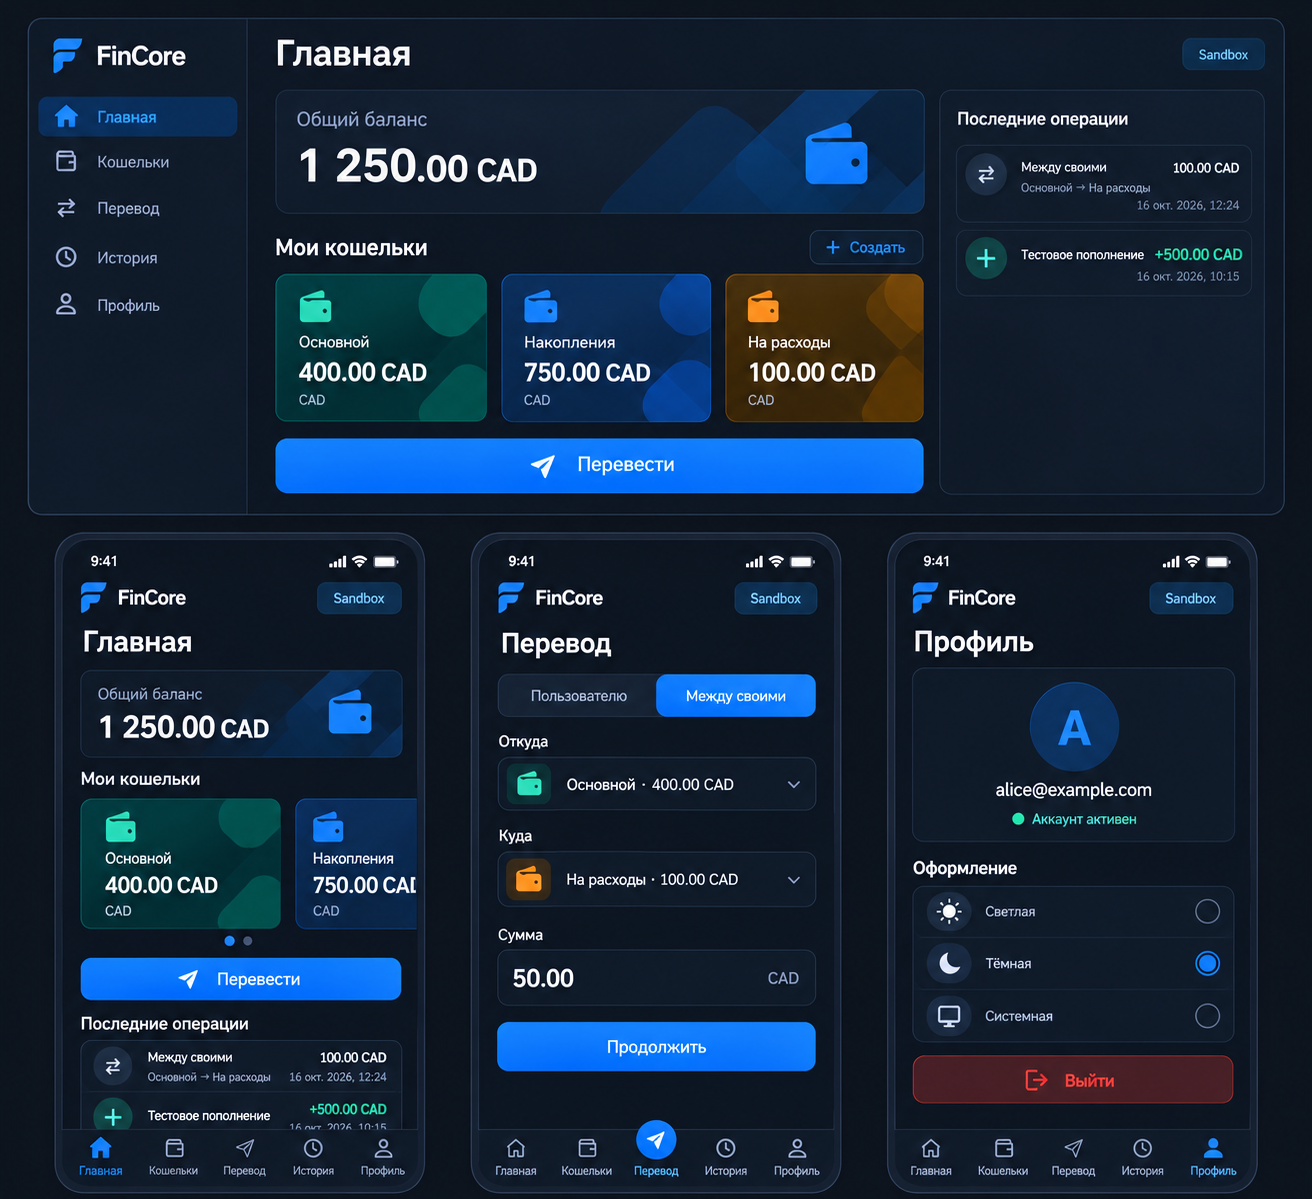 FinCore
Главная
Кошельки
Перевод
История
Профиль
Главная
Sandbox
Общий баланс
1 250.00 CAD
Мои кошельки
+ Создать
Основной
400.00 CAD
CAD
Накопления
750.00 CAD
CAD
На расходы
100.00 CAD
CAD
Перевести
Последние операции
Между своими 100.00 CAD
Основной → На расходы
16 окт. 2026, 12:24
Тестовое пополнение +500.00 CAD
16 окт. 2026, 10:15
9:41
FinCore
Sandbox
Главная
Общий баланс
1 250.00 CAD
Мои кошельки
Основной
400.00 CAD
CAD
Накопления
750.00 CAD
CAD
Перевести
Последние операции
Между своими 100.00 CAD
Основной → На расходы 16 окт. 2026, 12:24
Тестовое пополнение +500.00 CAD
16 окт. 2026, 10:15
Главная Кошельки Перевод История Профиль
9:41
FinCore
Sandbox
Перевод
Пользователю Между своими
Откуда
Основной · 400.00 CAD
Куда
На расходы · 100.00 CAD
Сумма
50.00 CAD
Продолжить
Главная Кошельки Перевод История Профиль
9:41
FinCore
Sandbox
Профиль
A
alice@example.com
Аккаунт активен
Оформление
Светлая
Тёмная
Системная
Выйти
Главная Кошельки Перевод История Профиль